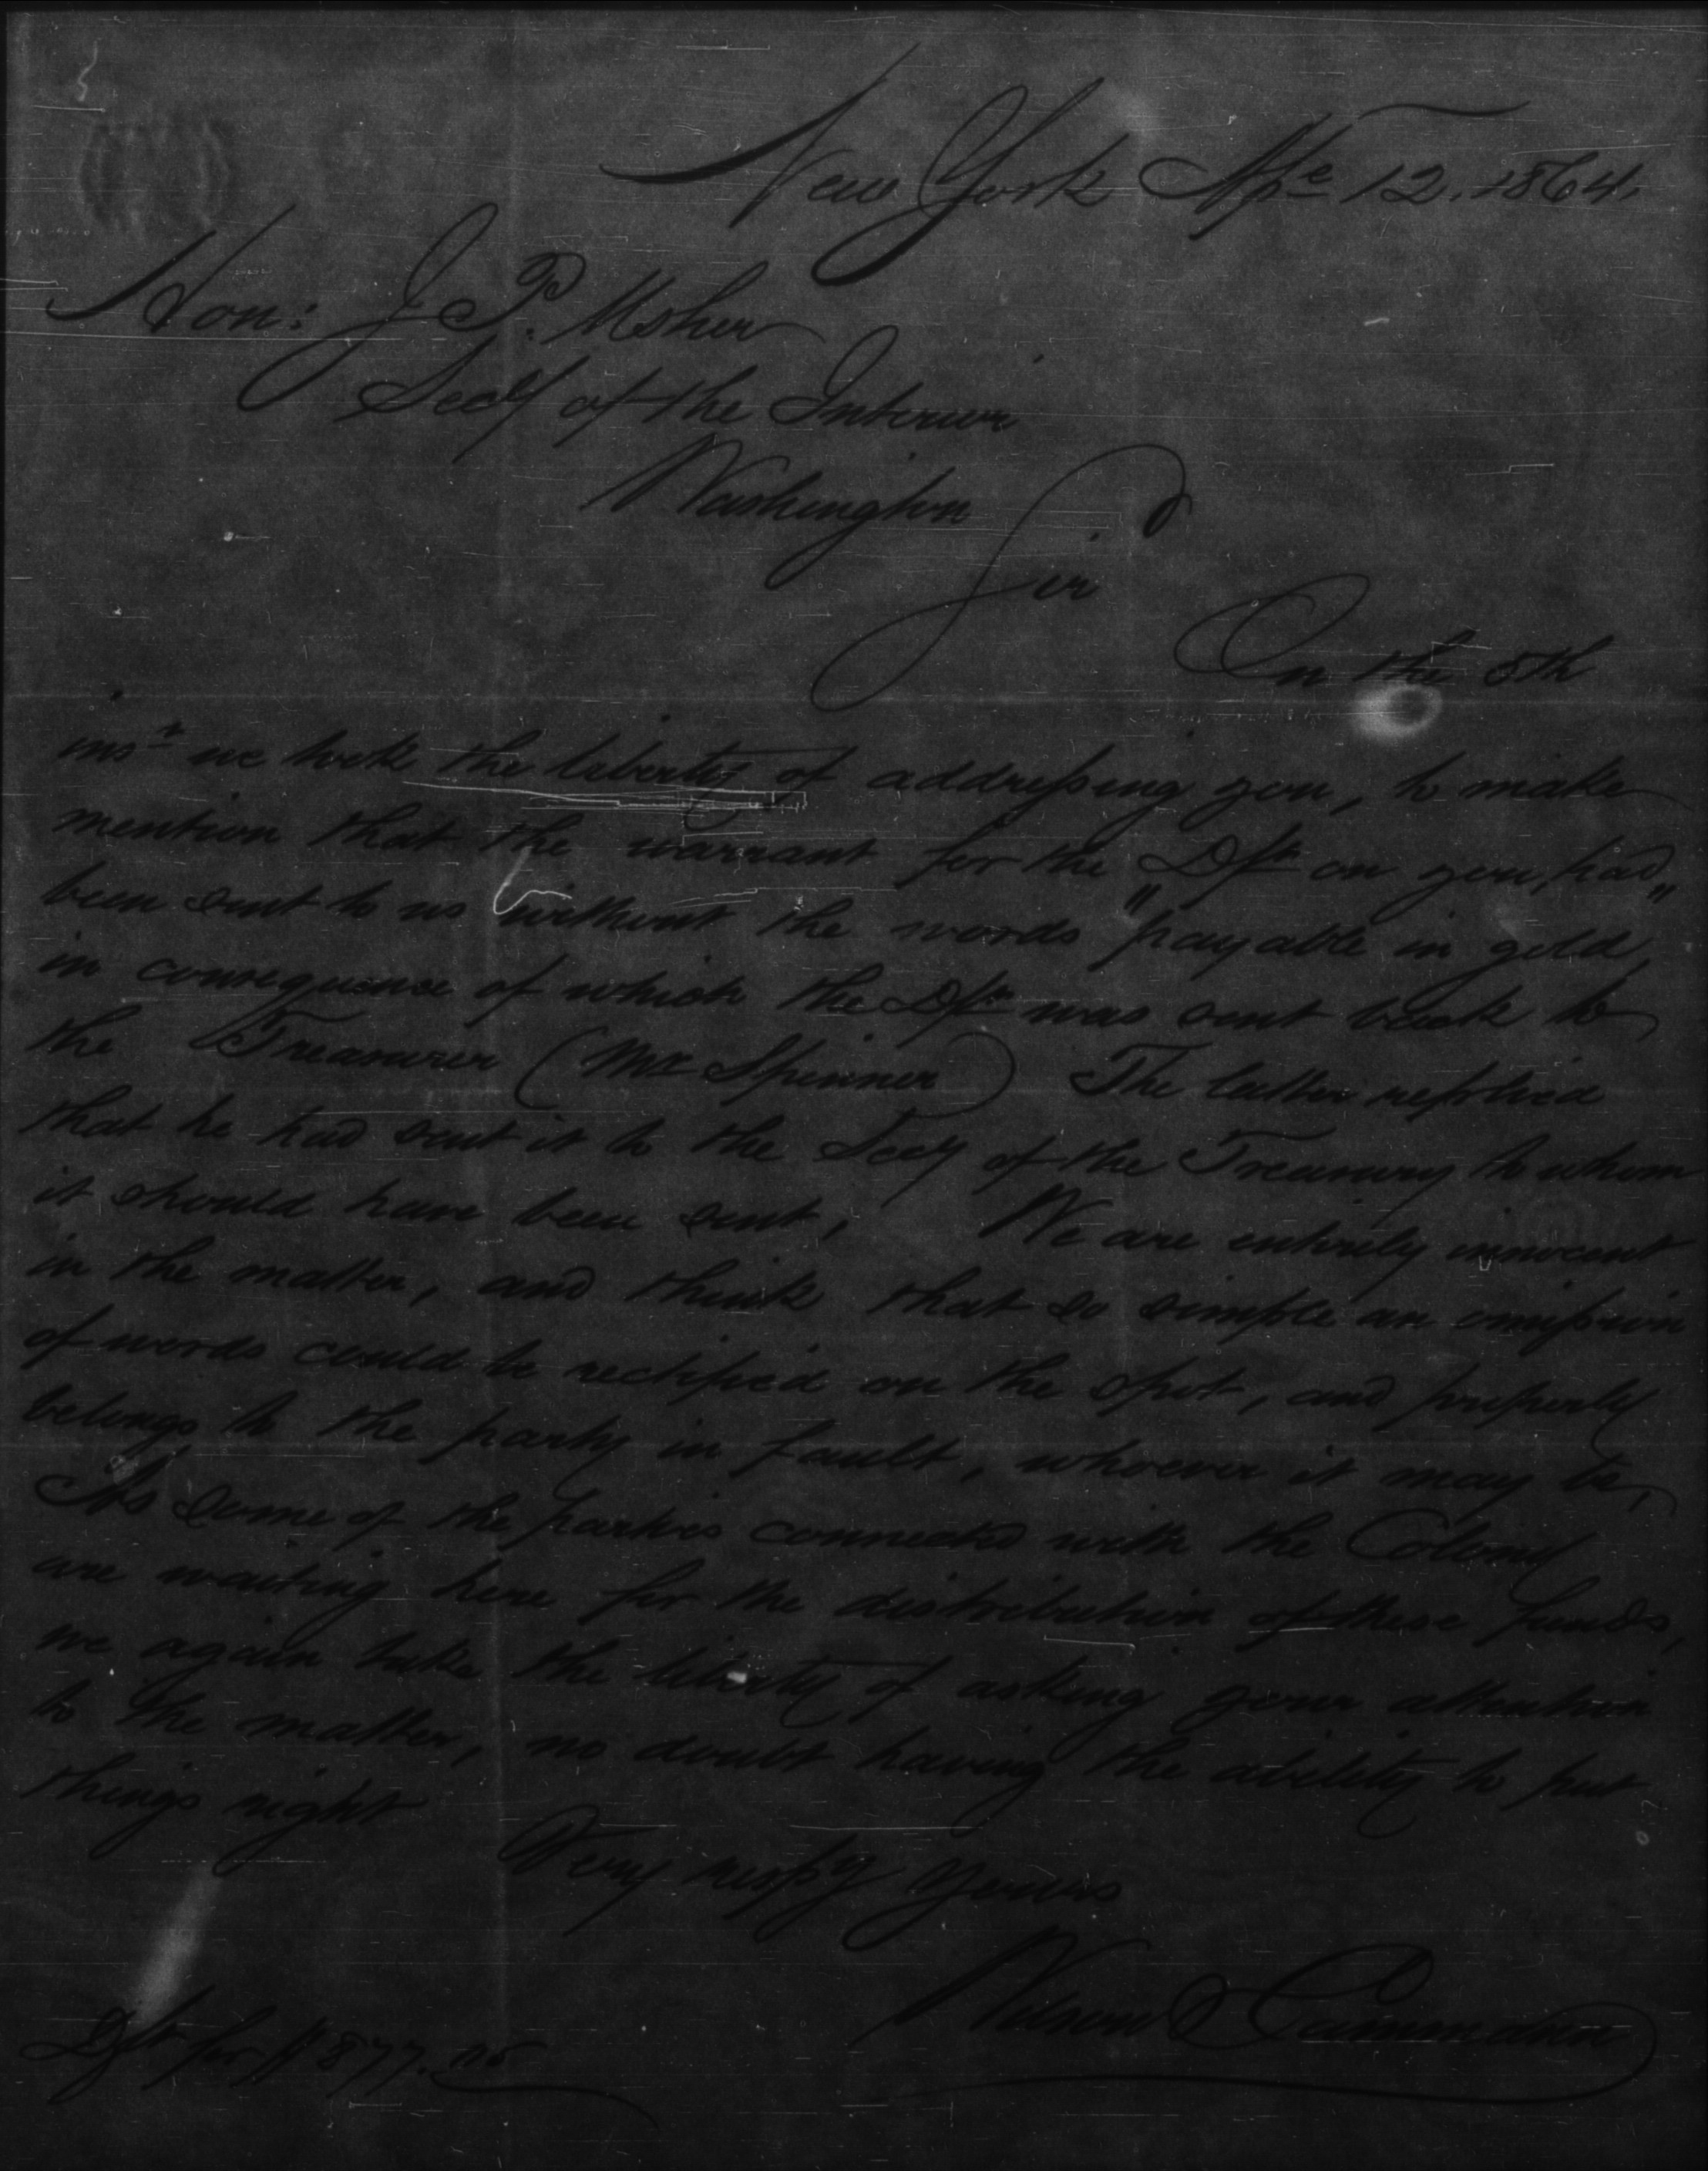 New York Apl 12. 1864.
Hon: J. P. Usher
Secy of the Interior
Washington
Sir
On the 5th
inst we took the liberty of addressing you, to make
mention that the warrant for the Dft on you, had
been sent to us without the words "payable in gold"
in consequence of which the Dft was sent back to
the Treasurer (Mr Spinner) The latter replied
that he had sent it to the Secy of the Treasury to whom
it should have been sent, We are entirely innocent
in the matter, and think that so simple an omission
of words could be rectified on the spot, and properly
belongs to the party in fault, whoever it may be,
As some of the parties connected with the Colony
are waiting here for the distribution of these funds,
we again take the liberty of asking your attention
to the matter, no doubt having the ability to put
things right
Very respy yours
&
Dft for $877.